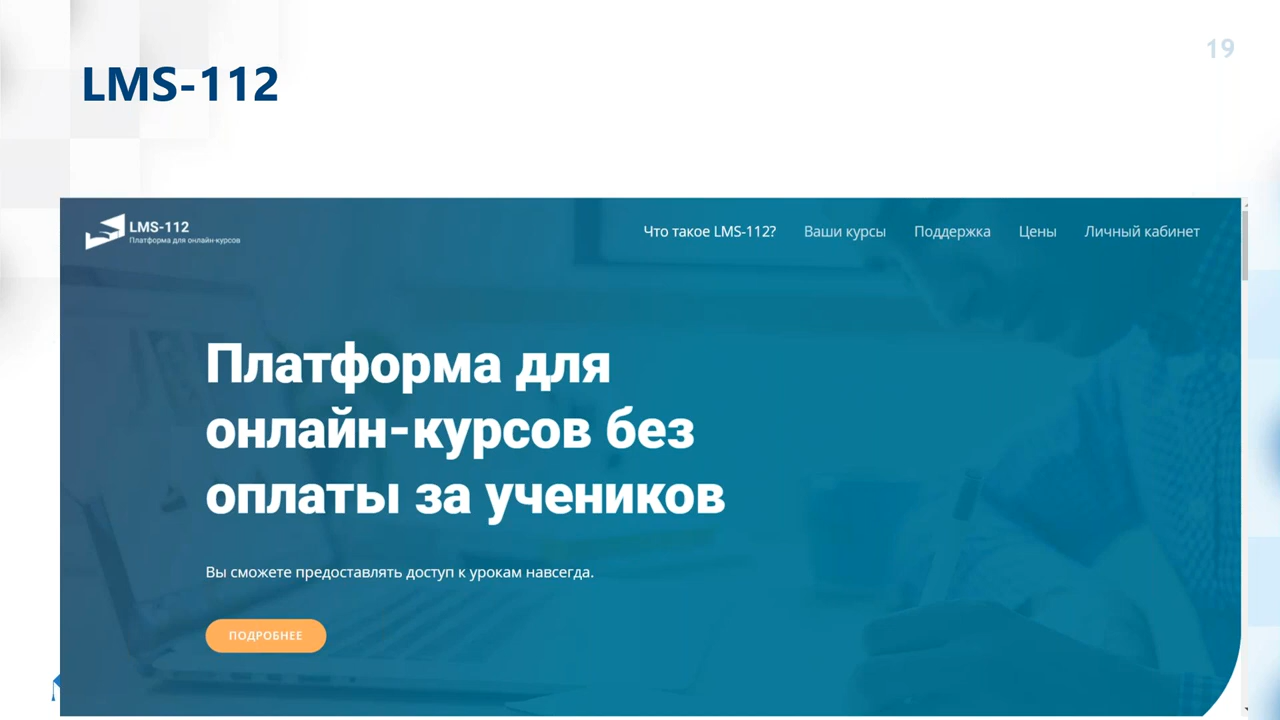 19
LMS-112
LMS-112
Платформа для онлайн-курсов
Что такое LMS-112? Ваши курсы Поддержка Цены Личный кабинет
Платформа для
онлайн-курсов без
оплаты за учеников
Вы сможете предоставлять доступ к урокам навсегда.
ПОДРОБНЕЕ